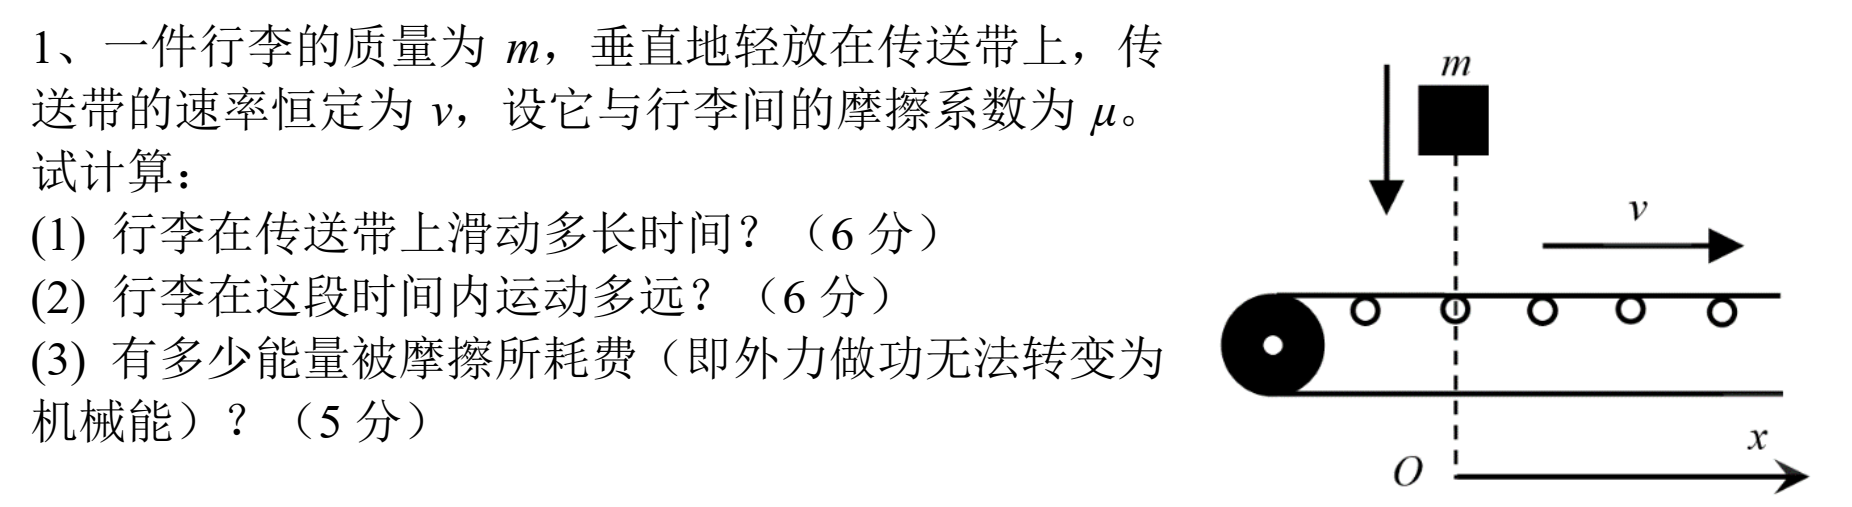 1、一件行李的质量为 m，垂直地轻放在传送带上，传
送带的速率恒定为 v，设它与行李间的摩擦系数为 μ。
试计算：
(1) 行李在传送带上滑动多长时间？（6 分）
(2) 行李在这段时间内运动多远？（6 分）
(3) 有多少能量被摩擦所耗费（即外力做功无法转变为
机械能）？（5 分）
m
v
x
O